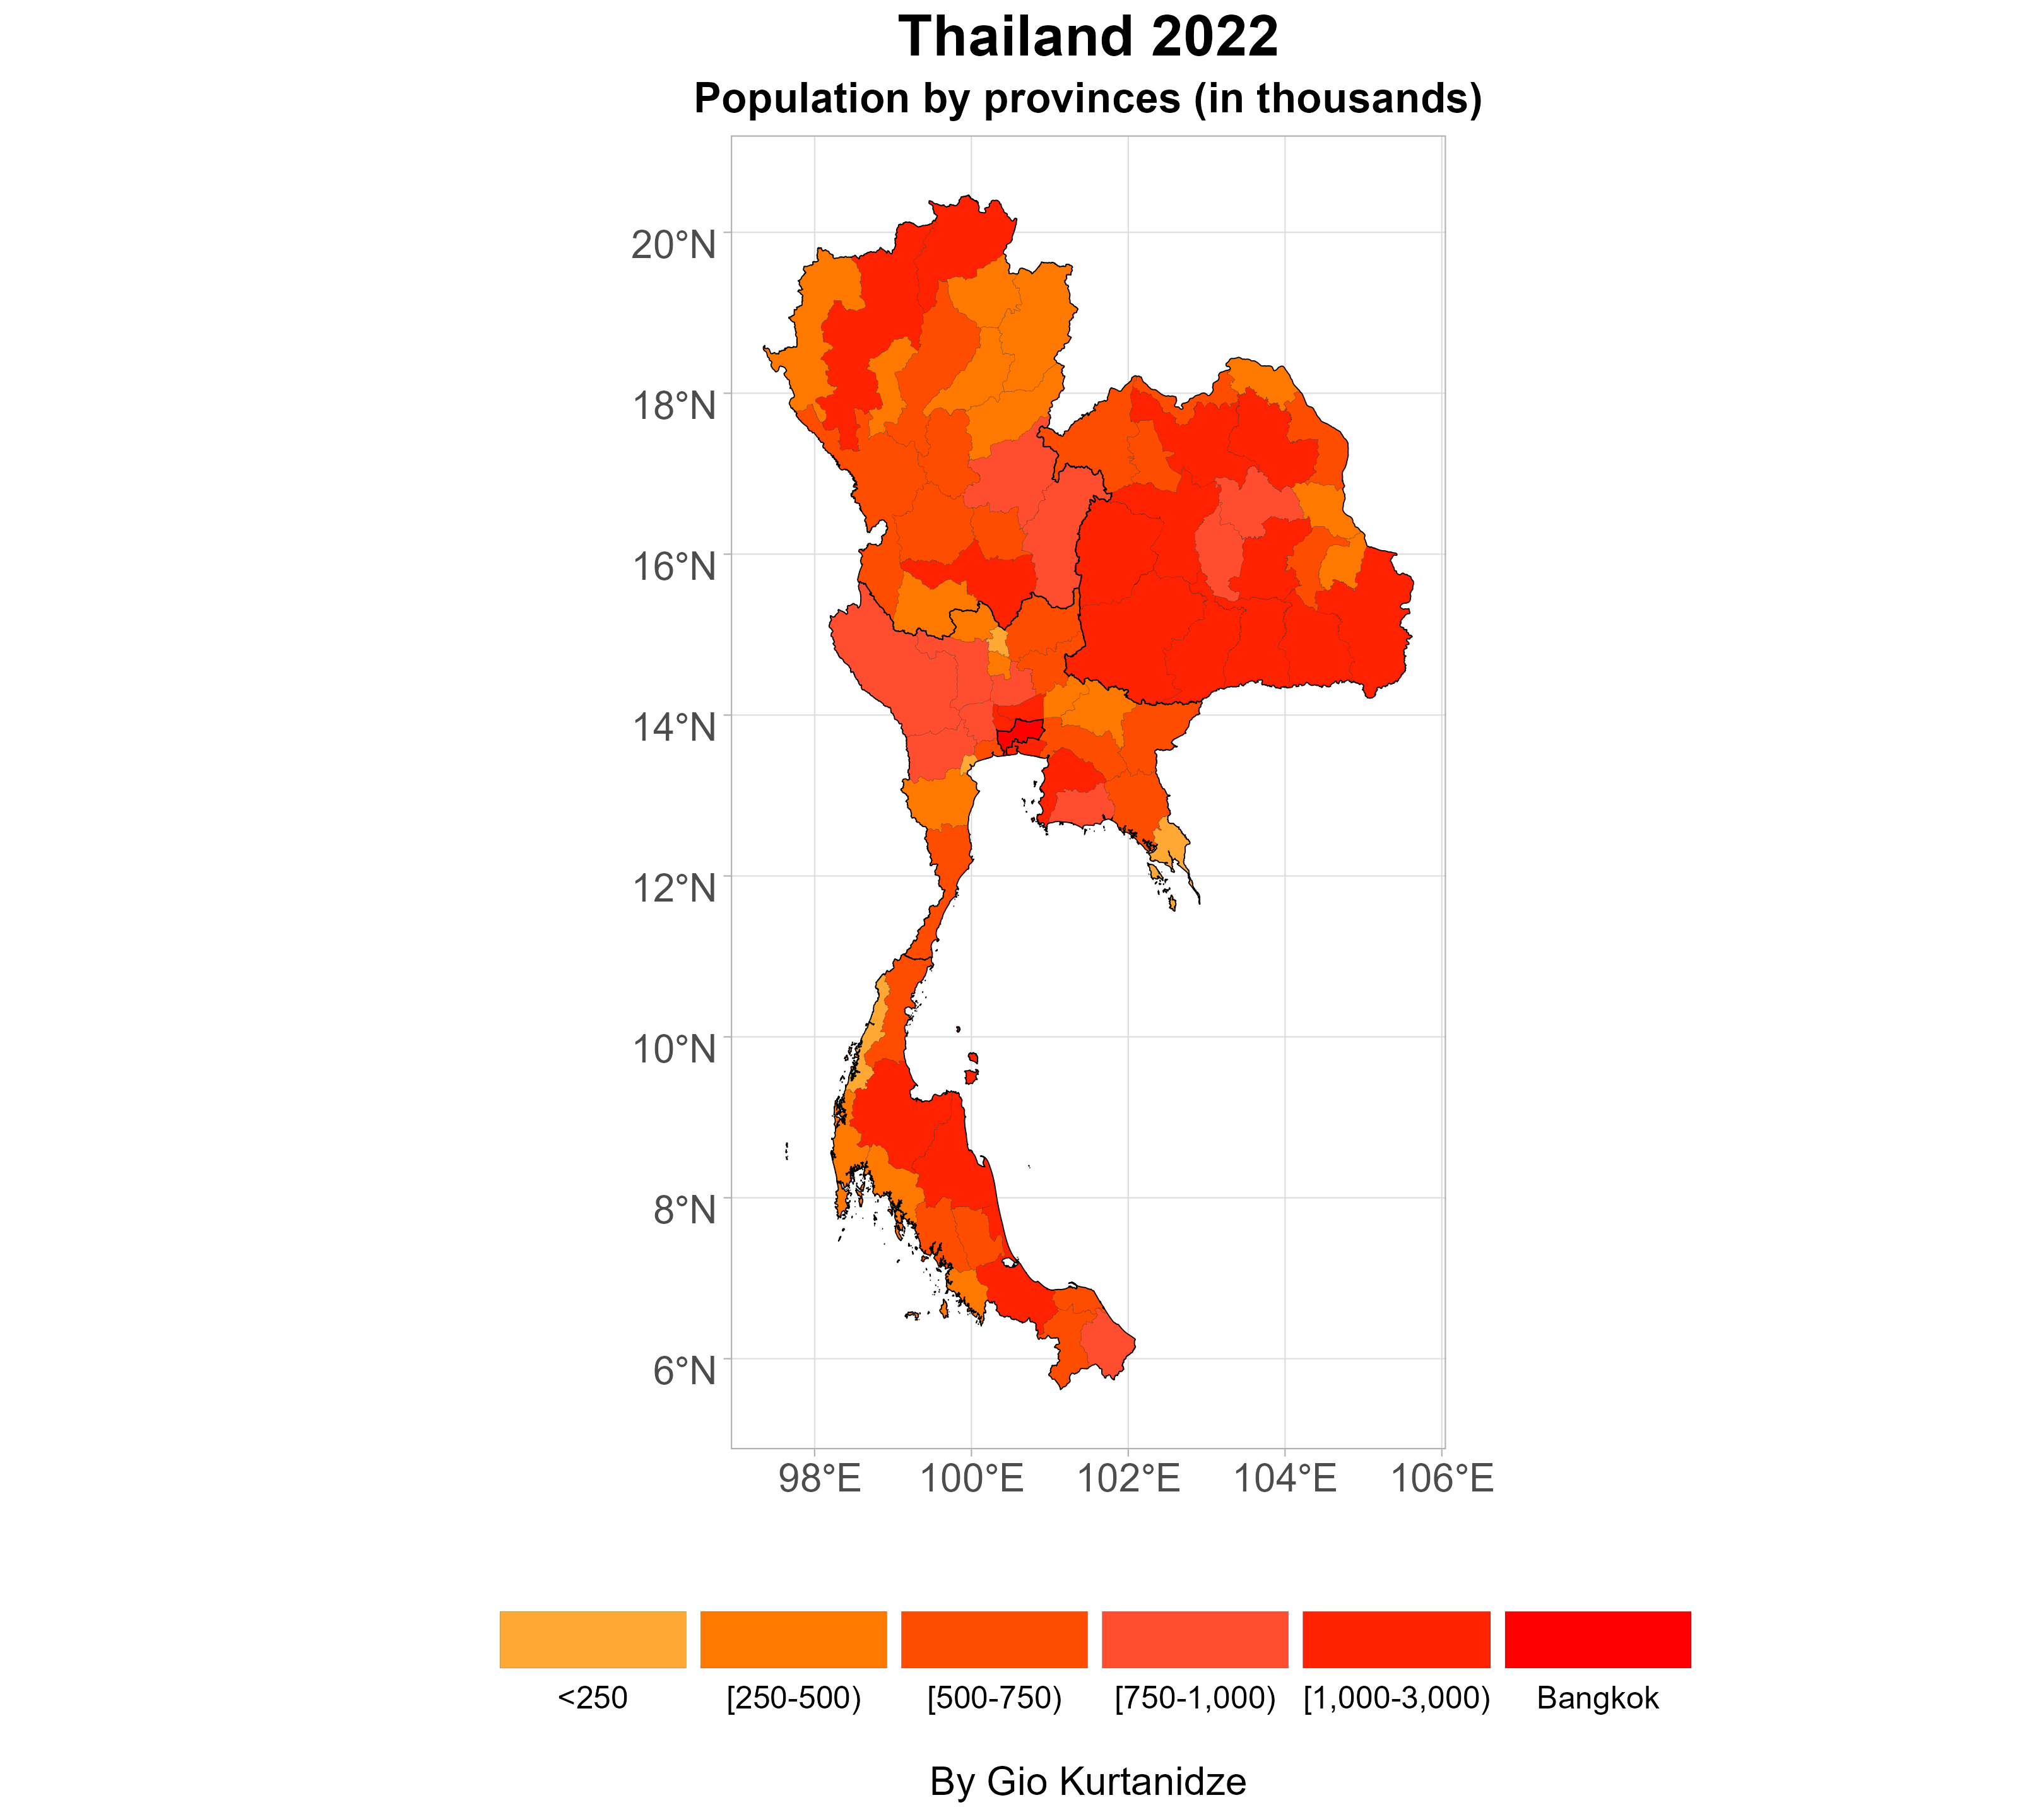 Thailand 2022
Population by provinces (in thousands)
20°N
18°N
16°N
14°N
12°N
10°N
8°N
6°N
98°E 100°E 102°E 104°E 106°E
<250 [250-500) [500-750) [750-1,000) [1,000-3,000) Bangkok
By Gio Kurtanidze